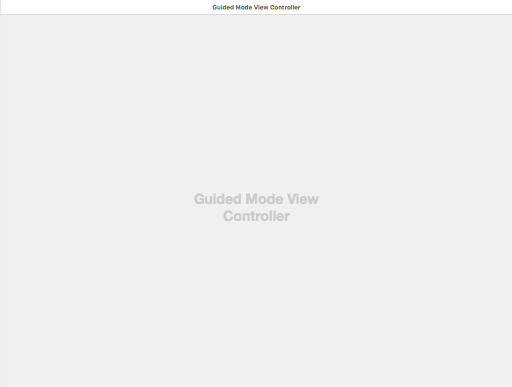 Guided Mode View Controller
Guided Mode View
Controller